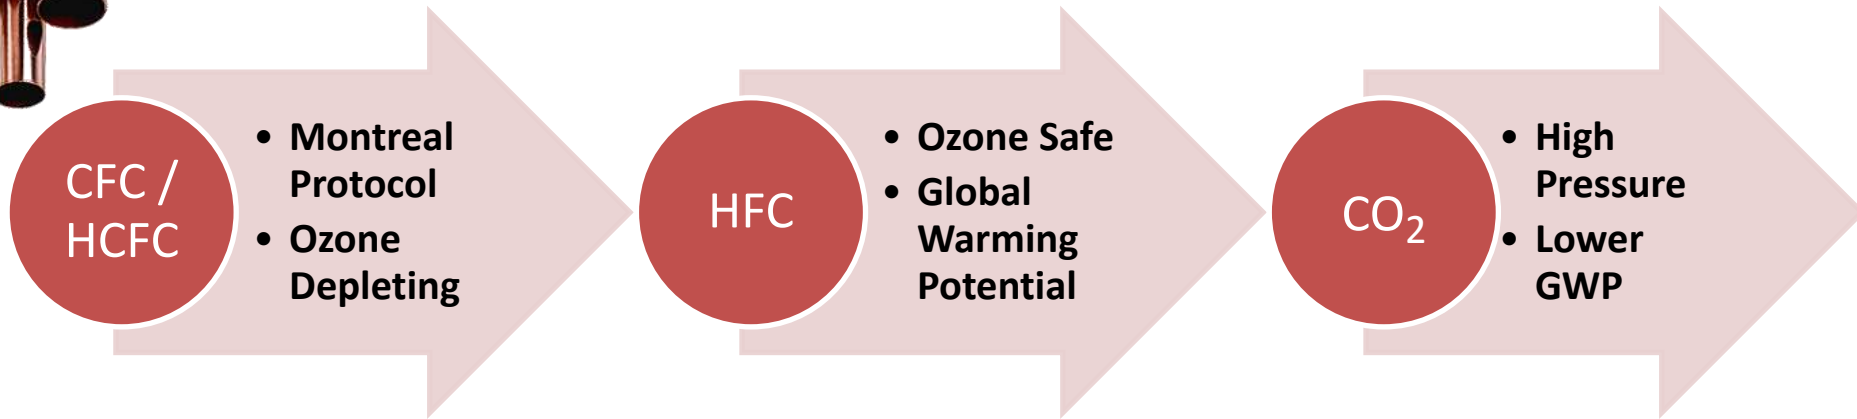 CFC /
HCFC
• Montreal
Protocol
• Ozone
Depleting
HFC
• Ozone Safe
• Global
Warming
Potential
CO₂
• High
Pressure
• Lower
GWP